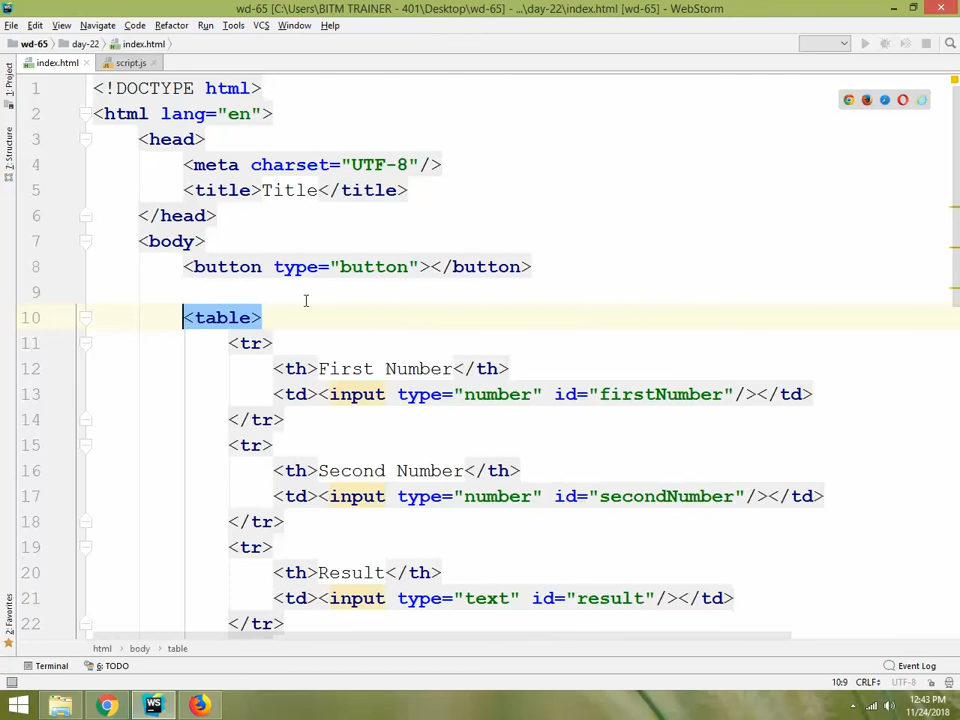 wd-65 [C:\Users\BITM TRAINER - 401\Desktop\wd-65] - ...\day-22\index.html [wd-65] - WebStorm
File Edit View Navigate Code Refactor Run Tools VCS Window Help
wd-65 day-22 index.html
index.html script.js
1: Project
7: Structure
2: Favorites
1 <!DOCTYPE html>
2 <html lang="en">
3 <head>
4 <meta charset="UTF-8"/>
5 <title>Title</title>
6 </head>
7 <body>
8 <button type="button"></button>
9
10 <table>
11 <tr>
12 <th>First Number</th>
13 <td><input type="number" id="firstNumber"/></td>
14 </tr>
15 <tr>
16 <th>Second Number</th>
17 <td><input type="number" id="secondNumber"/></td>
18 </tr>
19 <tr>
20 <th>Result</th>
21 <td><input type="text" id="result"/></td>
22 </tr>
html body table
Terminal 6: TODO Event Log
10:9 CRLF UTF-8
WS
12:43 PM
11/24/2018